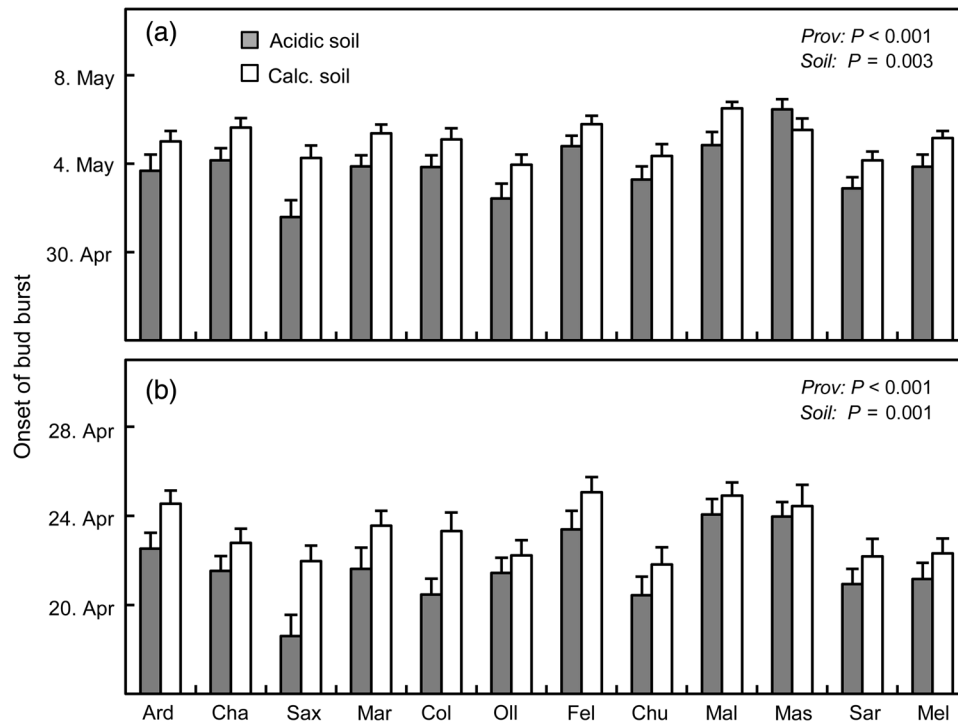 (a)
Acidic soil
Calc. soil
Prov: P < 0.001
Soil: P = 0.003
8. May
4. May
30. Apr
Onset of bud burst
(b)
Prov: P < 0.001
Soil: P = 0.001
28. Apr
24. Apr
20. Apr
Ard Cha Sax Mar Col Oll Fel Chu Mal Mas Sar Mel